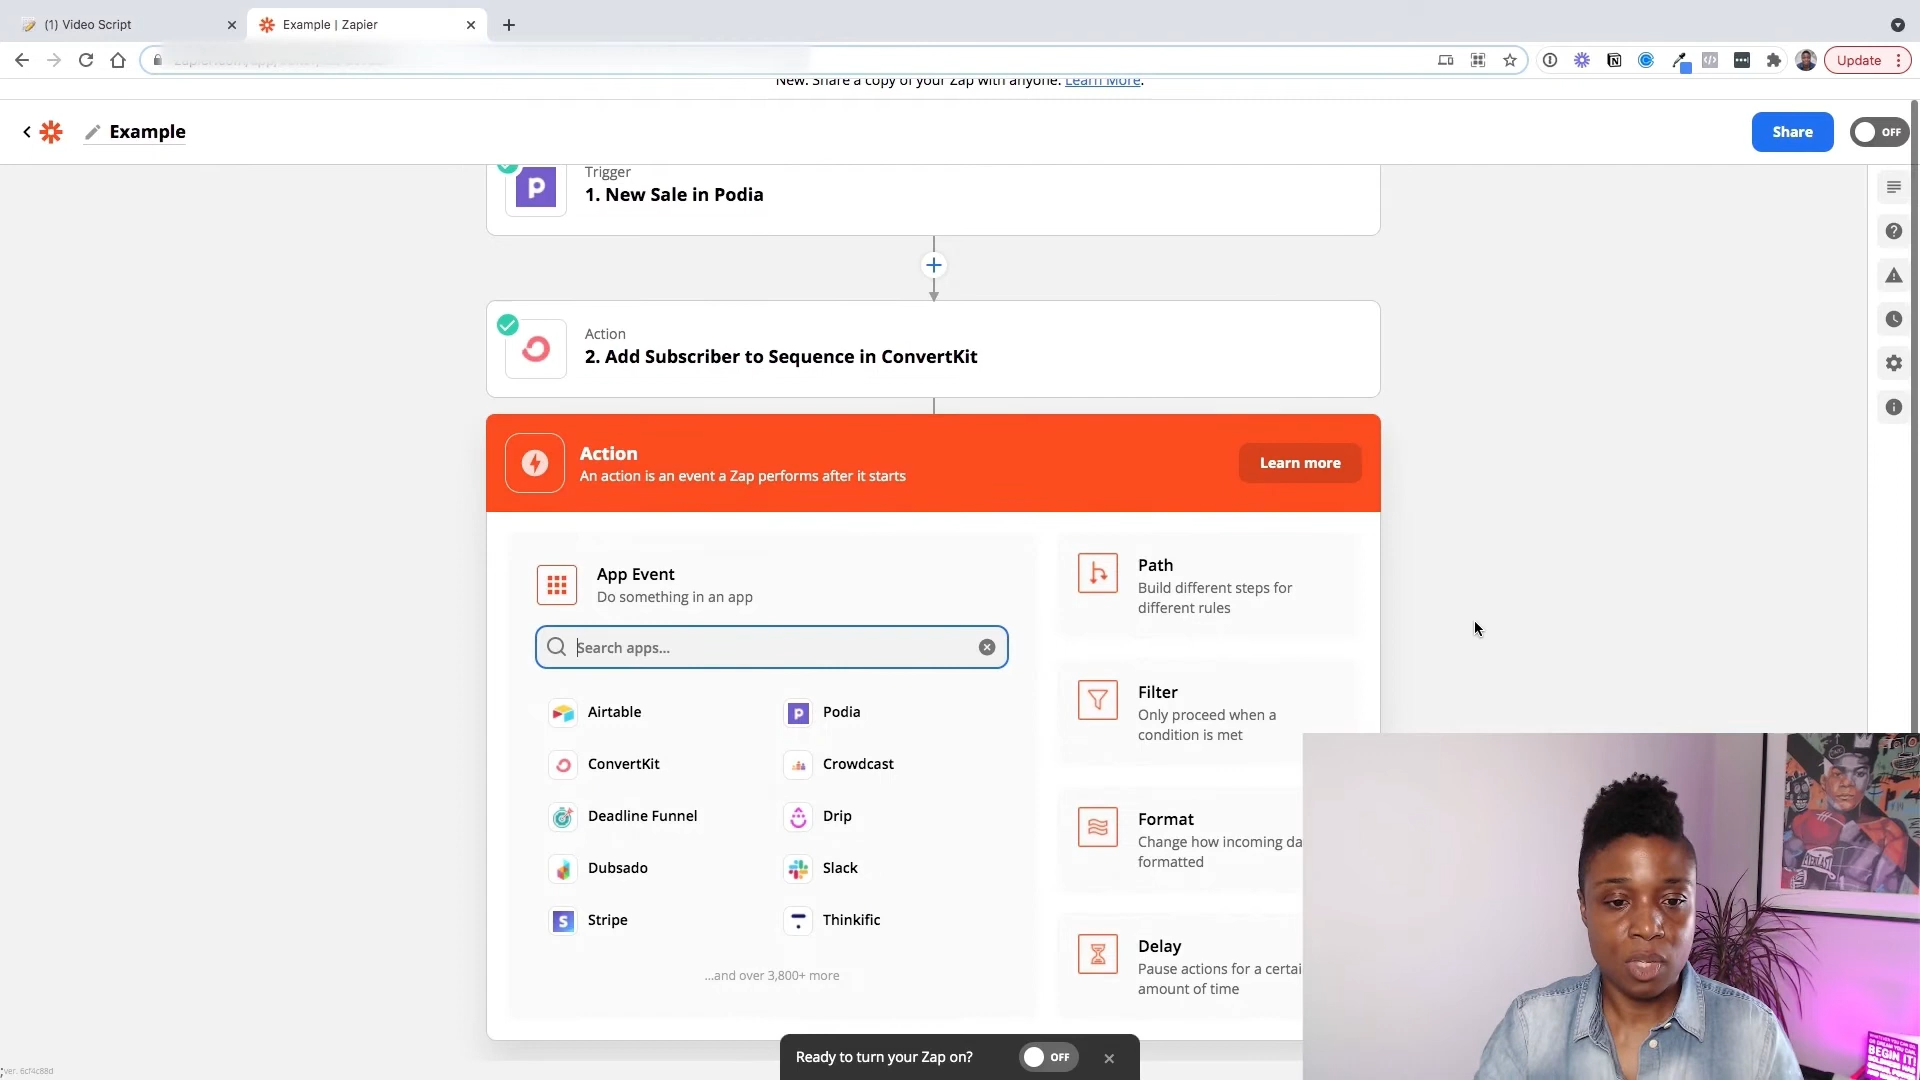 (1) Video Script
Example | Zapier
Update
New: Share a copy of your Zap with anyone. Learn More.
Example
Share
OFF
Trigger
1. New Sale in Podia
Action
2. Add Subscriber to Sequence in ConvertKit
Action
An action is an event a Zap performs after it starts
Learn more
App Event
Do something in an app
Search apps...
Airtable
Podia
ConvertKit
Crowdcast
Deadline Funnel
Drip
Dubsado
Slack
Stripe
Thinkific
...and over 3,800+ more
Path
Build different steps for
different rules
Filter
Only proceed when a
condition is met
Format
Change how incoming da
formatted
Delay
Pause actions for a certai
amount of time
Ready to turn your Zap on?
OFF
ver. 6cf4c88d
EVERLAST
BEGIN IT!